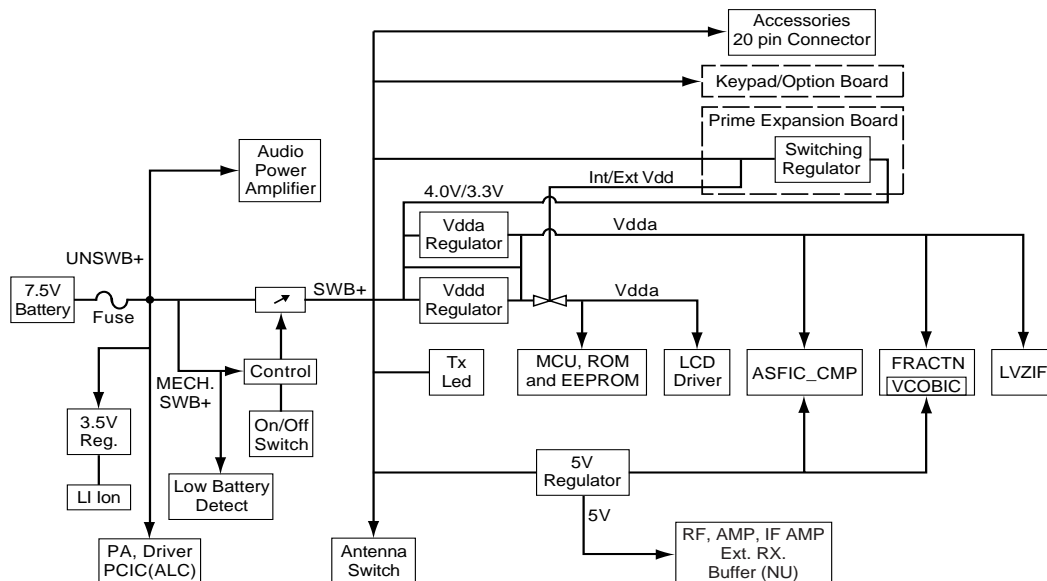 Accessories
20 pin Connector
Keypad/Option Board
Prime Expansion Board
Switching
Regulator
Audio
Power
Amplifier
Int/Ext Vdd
4.0V/3.3V
Vdda
Regulator
Vdda
UNSWB+
7.5V
Battery
Fuse
SWB+
Vddd
Regulator
Vdda
MECH.
SWB+
Control
Tx
Led
MCU, ROM
and EEPROM
LCD
Driver
ASFIC_CMP
FRACTN
VCOBIC
LVZIF
3.5V
Reg.
On/Off
Switch
LI Ion
Low Battery
Detect
5V
Regulator
5V
PA, Driver
PCIC(ALC)
Antenna
Switch
RF, AMP, IF AMP
Ext. RX.
Buffer (NU)